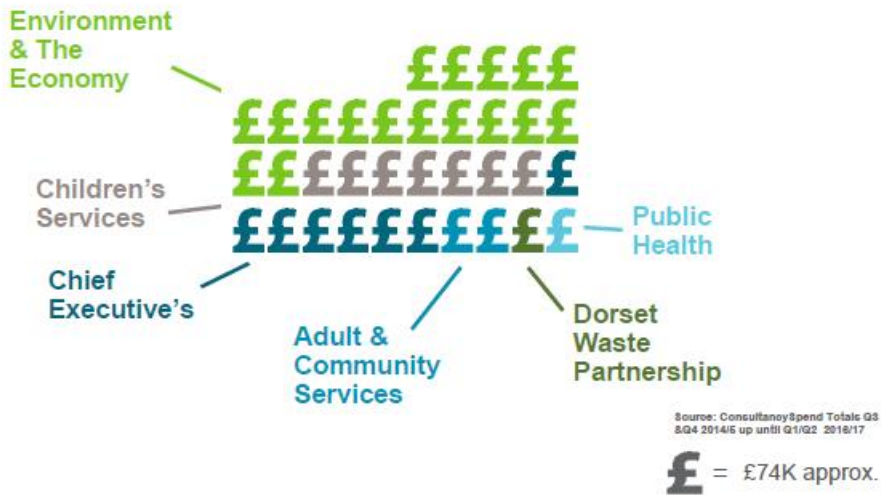 Environment
& The
Economy
£££££
££££££££££
££££££££££
££££££££££
Children's
Services
Chief
Executive's
Adult &
Community
Services
Public
Health
Dorset
Waste
Partnership
Source: ConsultancySpend Totals Q3
&Q4 2014/5 up until Q1/Q2 2016/17
£ = £74K approx.